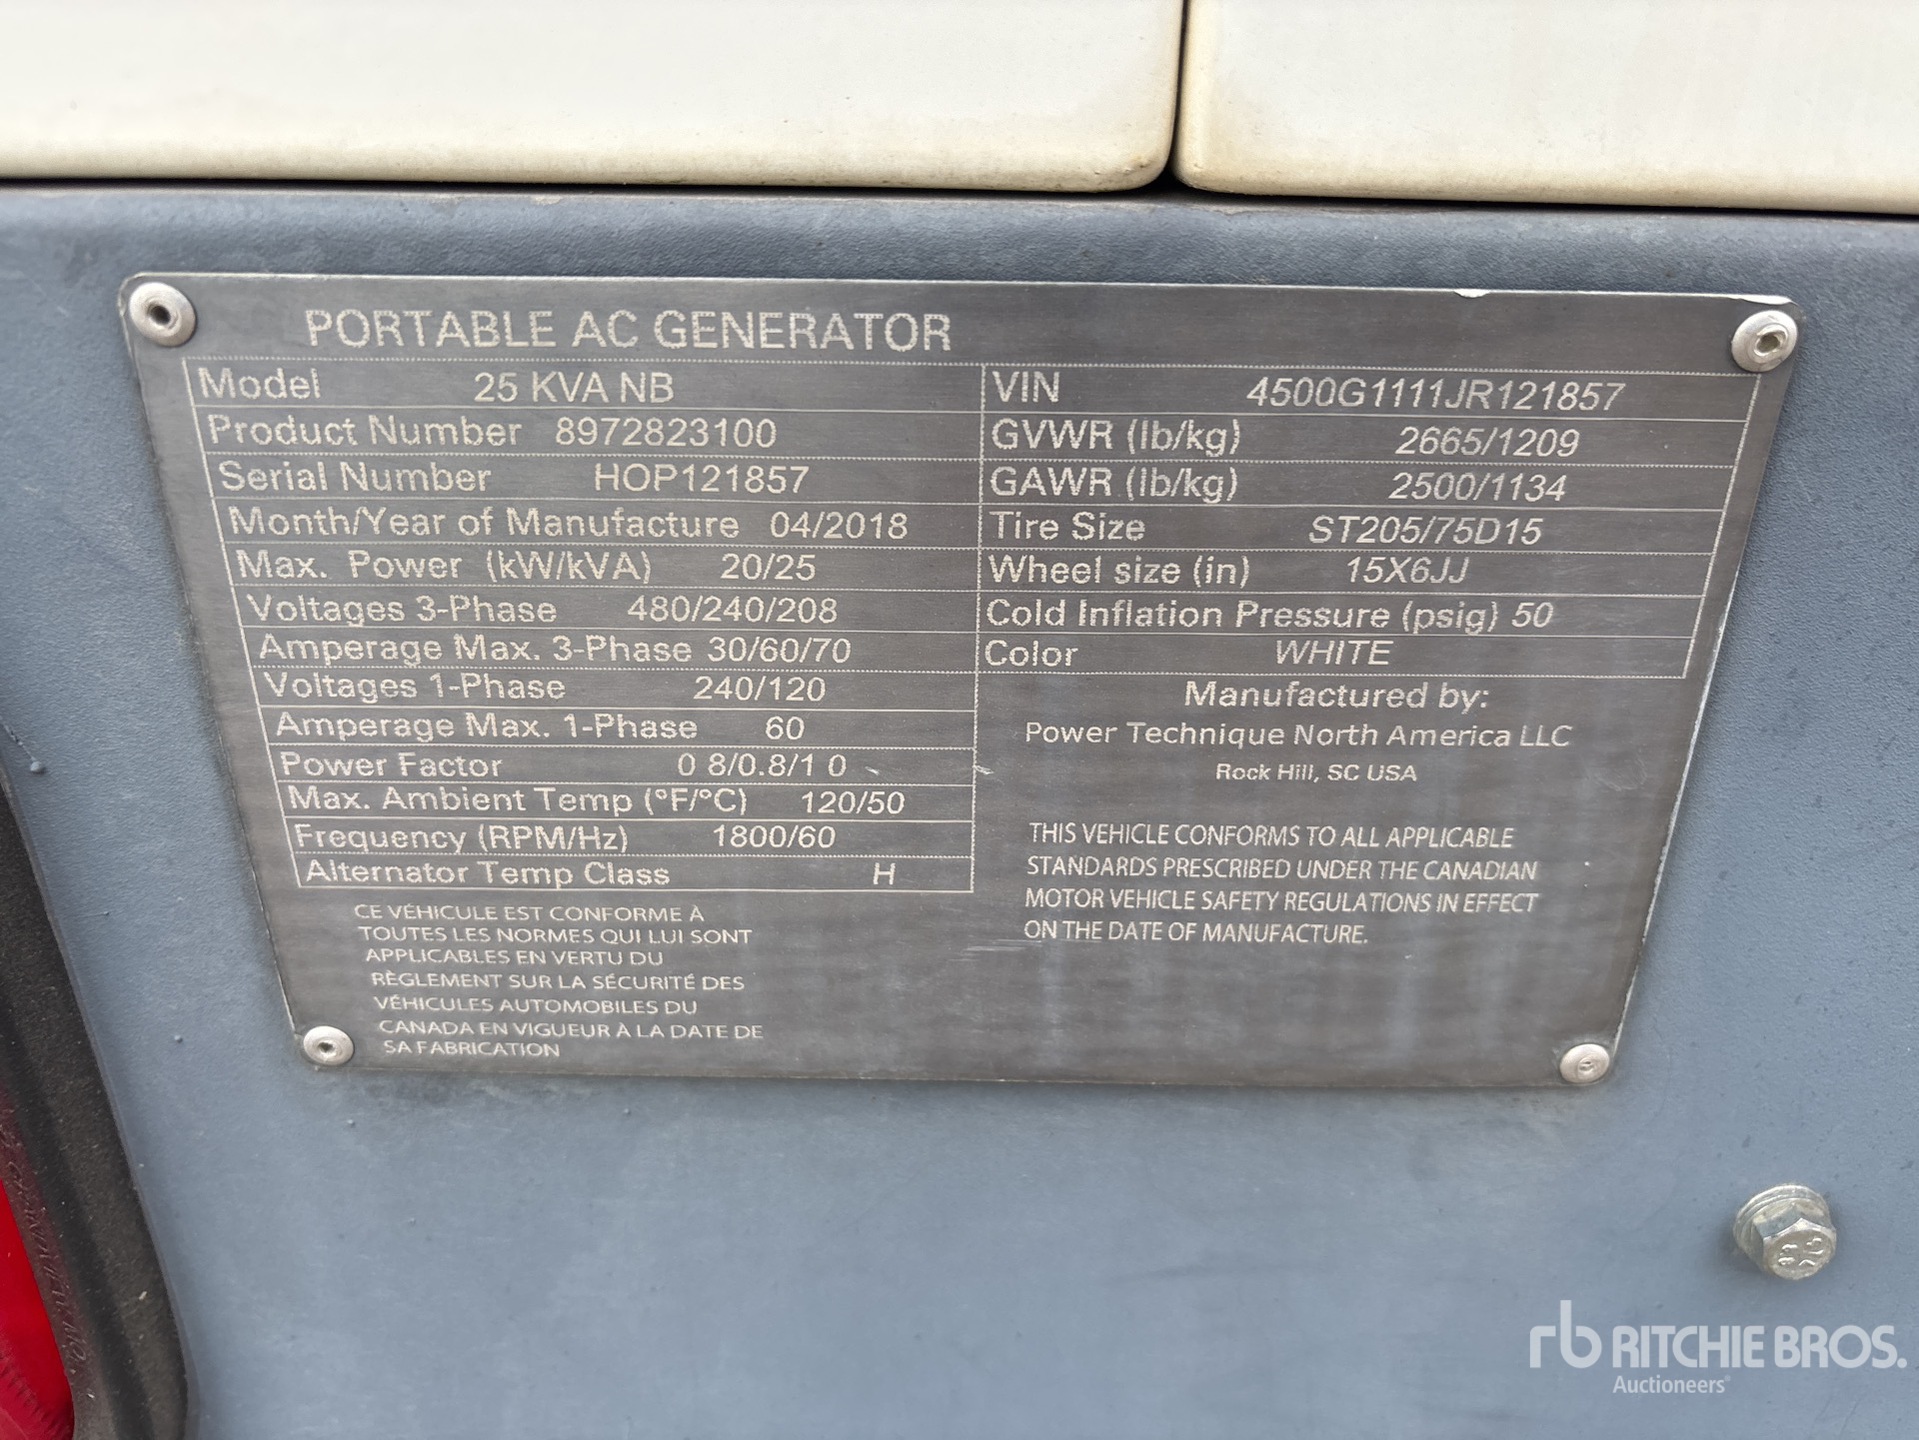 PORTABLE AC GENERATOR
Model 25 KVA NB
Product Number 8972823100
Serial Number HOP121857
Month/Year of Manufacture 04/2018
Max. Power (kW/kVA) 20/25
Voltages 3-Phase 480/240/208
Amperage Max. 3-Phase 30/60/70
Voltages 1-Phase 240/120
Amperage Max. 1-Phase 60
Power Factor 0 8/0.8/1 0
Max. Ambient Temp (°F/°C) 120/50
Frequency (RPM/Hz) 1800/60
Alternator Temp Class H
CE VÉHICULE EST CONFORME À
TOUTES LES NORMES QUI LUI SONT
APPLICABLES EN VERTU DU
RÈGLEMENT SUR LA SÉCURITÉ DES
VÉHICULES AUTOMOBILES DU
CANADA EN VIGUEUR À LA DATE DE
SA FABRICATION
VIN 4500G1111JR121857
GVWR (lb/kg) 2665/1209
GAWR (lb/kg) 2500/1134
Tire Size ST205/75D15
Wheel size (in) 15X6JJ
Cold Inflation Pressure (psig) 50
Color WHITE
Manufactured by:
Power Technique North America LLC
Rock Hill, SC USA
THIS VEHICLE CONFORMS TO ALL APPLICABLE
STANDARDS PRESCRIBED UNDER THE CANADIAN
MOTOR VEHICLE SAFETY REGULATIONS IN EFFECT
ON THE DATE OF MANUFACTURE.
rb RITCHIE BROS.
Auctioneers